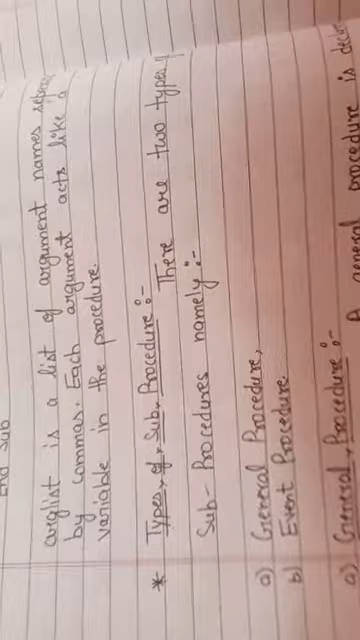 End Sub
arglist is a list of argument names
by commas. Each argument acts like a
variable in the procedure.
* Types of Sub Procedure :-
There are two types
Sub-Procedures namely :-
a) General Procedure,
b) Event Procedure.
a) General Procedure :-
A general procedure is